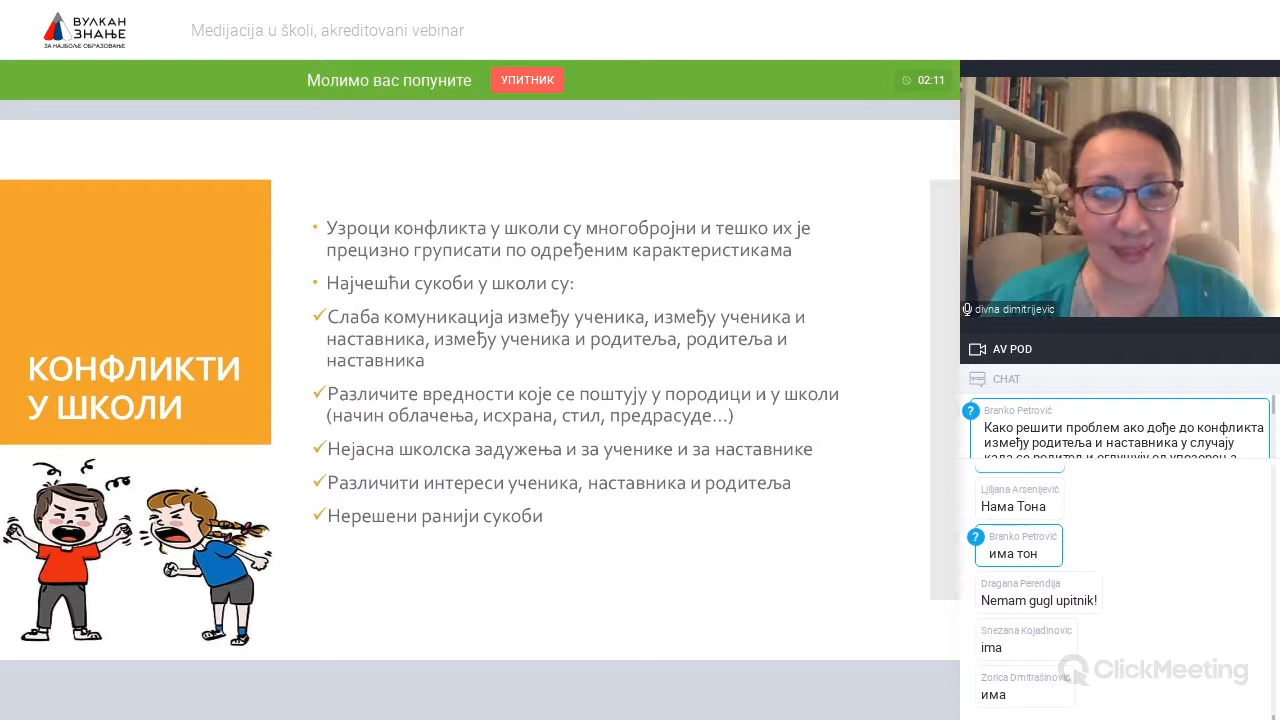 ВУЛКАН
ЗНАЊЕ
ЗА НАЈБОЉЕ ОБРАЗОВАЊЕ
Medijacija u školi, akreditovani vebinar
Молимо вас попуните
УПИТНИК
02:11
КОНФЛИКТИ
У ШКОЛИ
• Узроци конфликта у школи су многобројни и тешко их је
прецизно груписати по одређеним карактеристикама
• Најчешћи сукоби у школи су:
✓Слаба комуникација између ученика, између ученика и
наставника, између ученика и родитеља, родитеља и
наставника
✓Различите вредности које се поштују у породици и у школи
(начин облачења, исхрана, стил, предрасуде...)
✓Нејасна школска задужења и за ученике и за наставнике
✓Различити интереси ученика, наставника и родитеља
✓Нерешени ранији сукоби
divna dimitrijevic
AV POD
CHAT
?
Branko Petrović
Како решити проблем ако дође до конфликта
између родитеља и наставника у случају
Ljiljana Arsenijević
Нама Тона
?
Branko Petrović
има тон
Dragana Perendija
Nemam gugl upitnik!
Snezana Kojadinovic
ima
ClickMeeting
Zorica Dmitrašinović
има